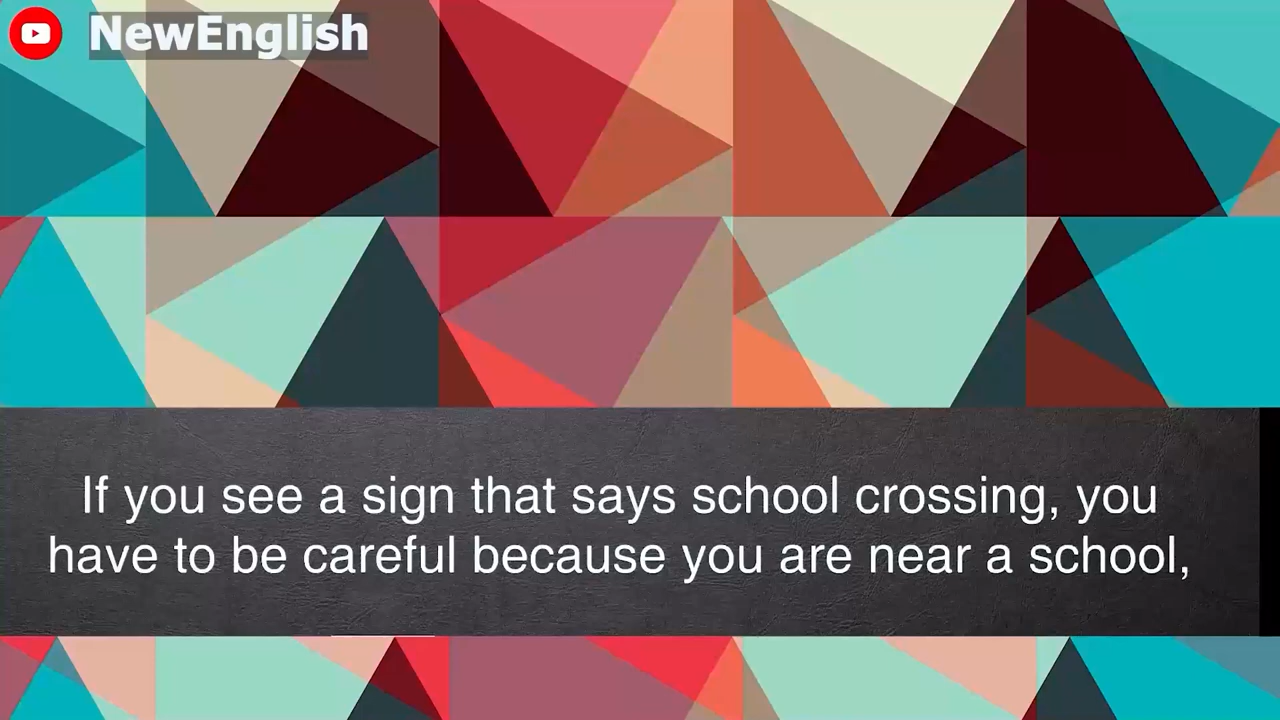 NewEnglish
If you see a sign that says school crossing, you
have to be careful because you are near a school,